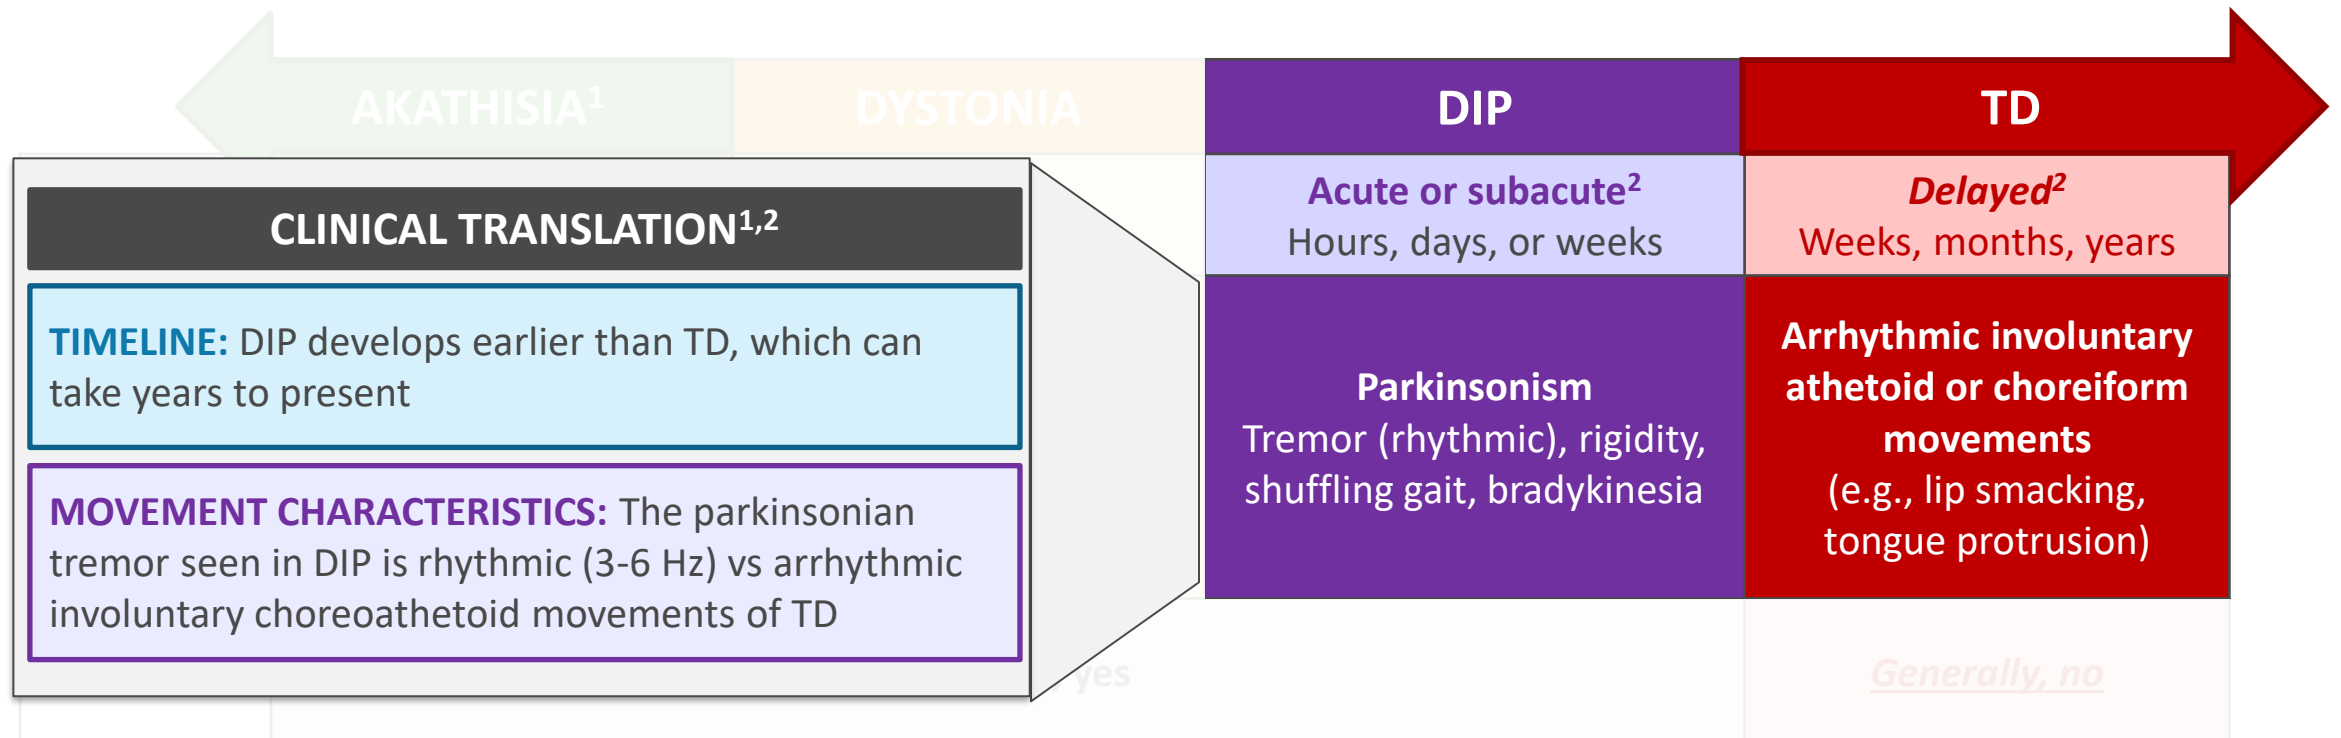 AKATHISIA¹
DYSTONIA
DIP
TD
Acute or subacute²
Hours, days, or weeks
Delayed²
Weeks, months, years
CLINICAL TRANSLATION¹,²
TIMELINE: DIP develops earlier than TD, which can
take years to present
MOVEMENT CHARACTERISTICS: The parkinsonian
tremor seen in DIP is rhythmic (3-6 Hz) vs arrhythmic
involuntary choreoathetoid movements of TD
Parkinsonism
Tremor (rhythmic), rigidity,
shuffling gait, bradykinesia
Arrhythmic involuntary
athetoid or choreiform
movements
(e.g., lip smacking,
tongue protrusion)
yes
Generally, no